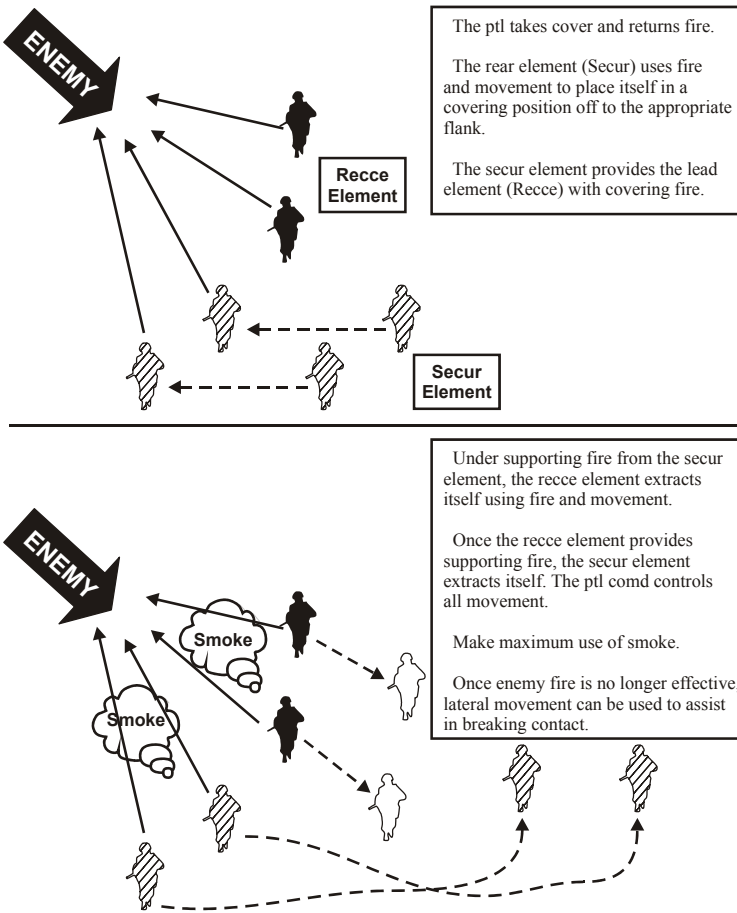 ENEMY
The ptl takes cover and returns fire.
The rear element (Secur) uses fire
and movement to place itself in a
covering position off to the appropriate
flank.
The secur element provides the lead
element (Recce) with covering fire.
Recce
Element
Secur
Element
Under supporting fire from the secur
element, the recce element extracts
itself using fire and movement.
Once the recce element provides
supporting fire, the secur element
extracts itself. The ptl comd controls
all movement.
Make maximum use of smoke.
Once enemy fire is no longer effective,
lateral movement can be used to assist
in breaking contact.
ENEMY
Smoke
Smoke